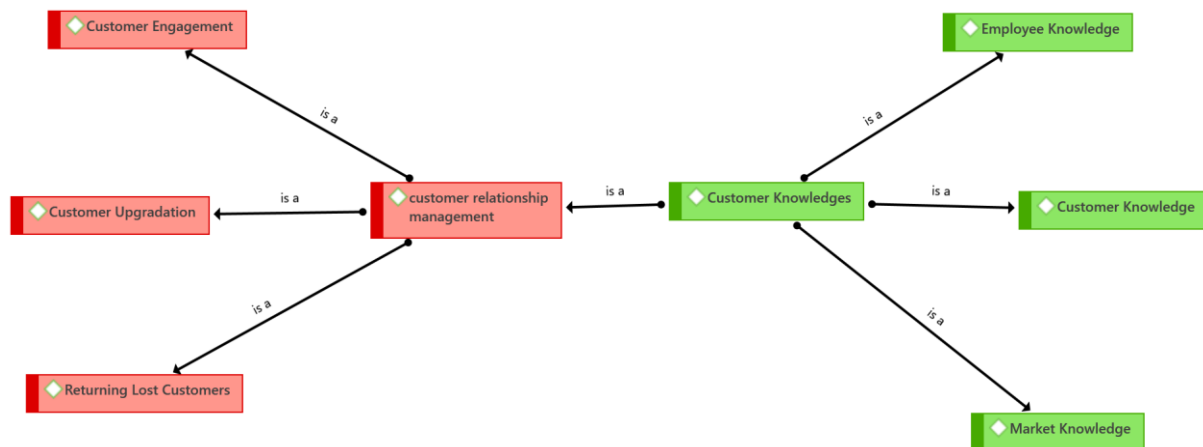 Customer Engagement
Employee Knowledge
is a
is a
Customer Upgradation
is a
customer relationship
management
is a
Customer Knowledges
is a
Customer Knowledge
is a
is a
Returning Lost Customers
Market Knowledge